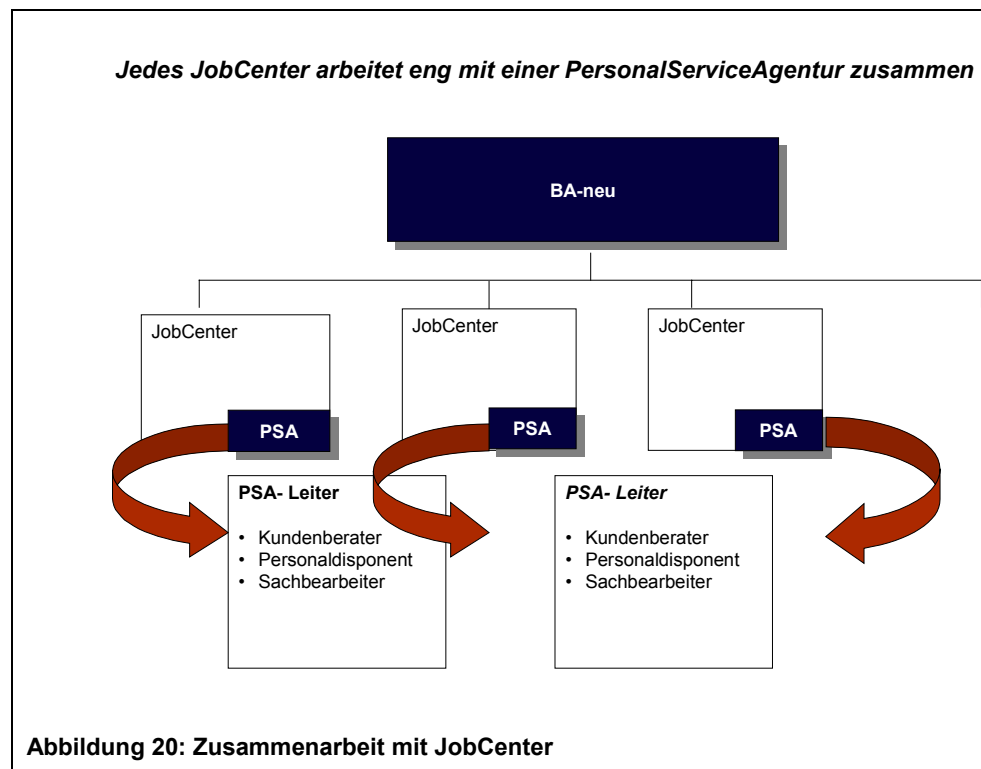 Jedes JobCenter arbeitet eng mit einer PersonalServiceAgentur zusammen
BA-neu
JobCenter
PSA
JobCenter
PSA
JobCenter
PSA
PSA- Leiter
• Kundenberater
• Personaldisponent
• Sachbearbeiter
PSA- Leiter
• Kundenberater
• Personaldisponent
• Sachbearbeiter
Abbildung 20: Zusammenarbeit mit JobCenter